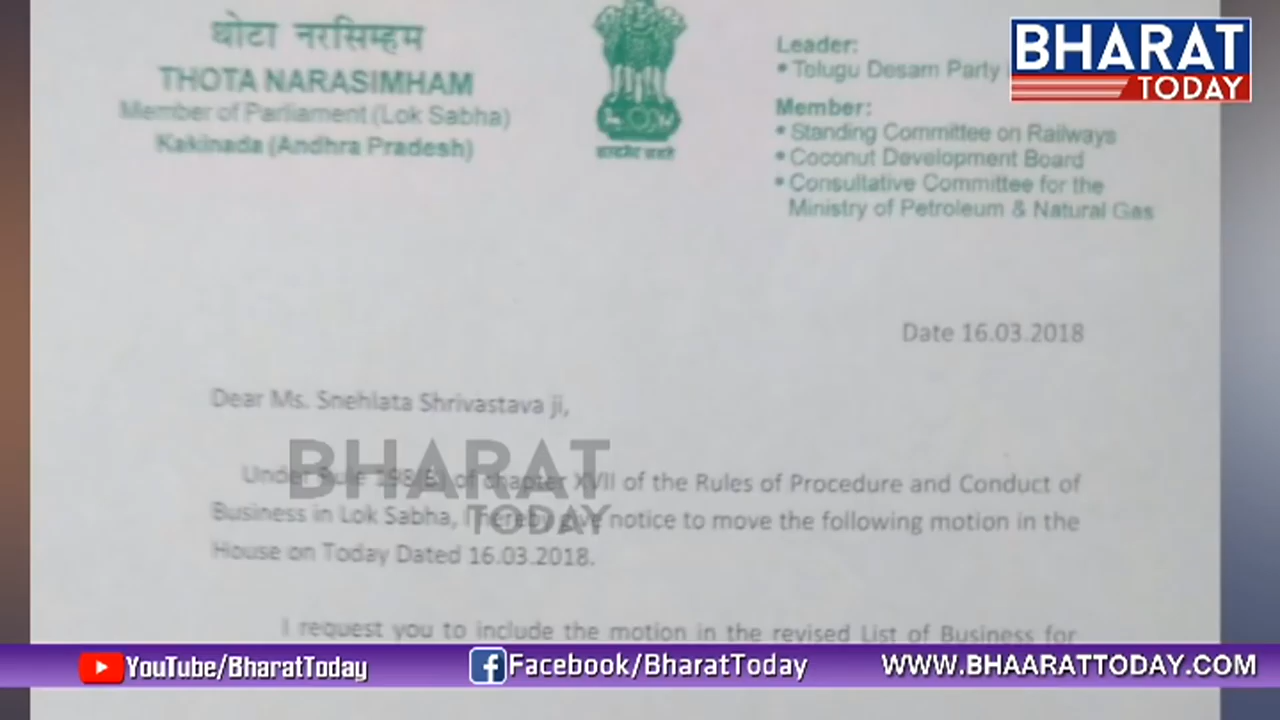 थोटा नरसिम्हम
THOTA NARASIMHAM
Member of Parliament (Lok Sabha)
Kakinada (Andhra Pradesh)
सत्यमेव जयते
Leader:
• Telugu Desam Party
Member:
• Standing Committee on Railways
• Coconut Development Board
• Consultative Committee for the
Ministry of Petroleum & Natural Gas
BHARAT
TODAY
Date 16.03.2018
Dear Ms. Snehlata Shrivastava ji,
Under Rule of chapter XVII of the Rules of Procedure and Conduct of
Business in Lok Sabha, I hereby give notice to move the following motion in the
House on Today Dated 16.03.2018.
BHARAT
TODAY
I request you to include the motion in the revised List of Business for
YouTube/BharatToday
Facebook/BharatToday
WWW.BHAARATTODAY.COM